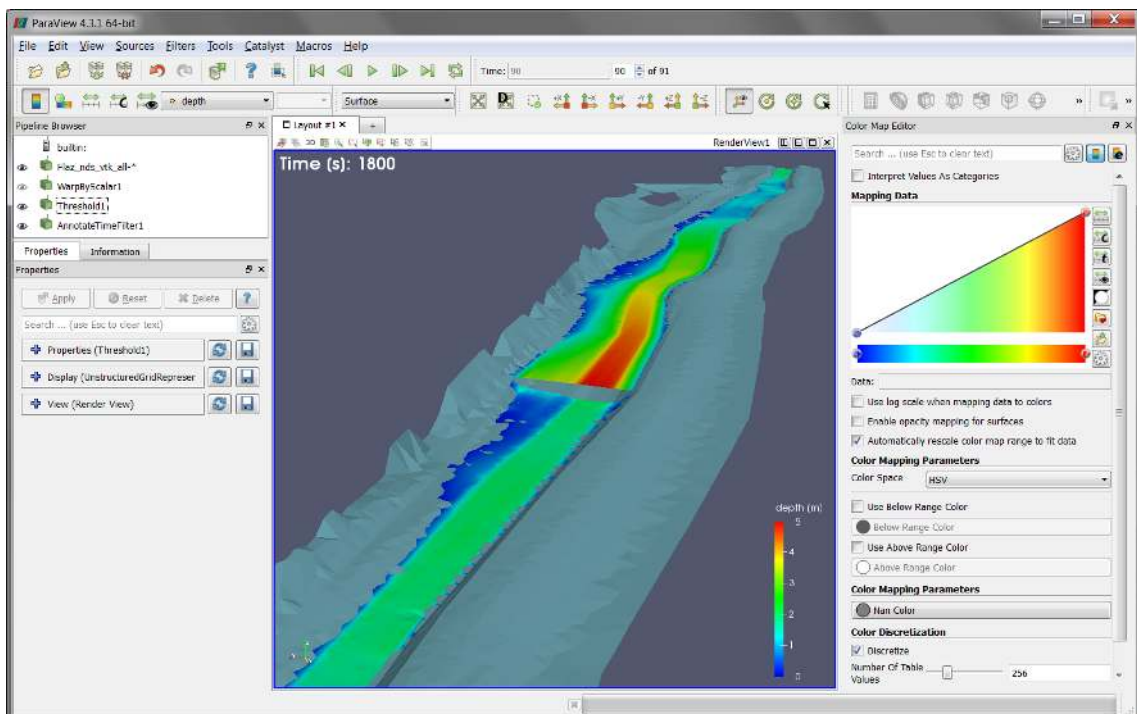 ParaView 4.3.1 64-bit
File Edit View Sources Filters Tools Catalyst Macros Help
Time: 90 90 of 91
depth Surface
Pipeline Browser
builtin:
Flez_nds_vtk_all-*
WarpByScalar1
Threshold1
AnnotateTimeFilter1
Properties Information
Properties
Apply Reset Delete ?
Search ... (use Esc to clear text)
Properties (Threshold1)
Display (UnstructuredGridRepreser
View (Render View)
Layout #1
3D RenderView1
Time (s): 1800
depth (m)
5
4
3
2
1
0
Color Map Editor
Search ... (use Esc to clear text)
Interpret Values As Categories
Mapping Data
Data:
Use log scale when mapping data to colors
Enable opacity mapping for surfaces
Automatically rescale color map range to fit data
Color Mapping Parameters
Color Space HSV
Use Below Range Color
Below Range Color
Use Above Range Color
Above Range Color
Color Mapping Parameters
Nan Color
Color Discretization
Discretize
Number Of Table
Values 256